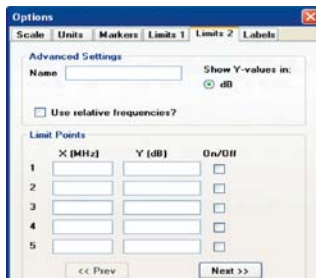 Options
Scale Units Markers Limits 1 Limits 2 Labels
Advanced Settings
Name Show Y-values in:
dB
Use relative frequencies?
Limit Points
X (MHz) Y (dB) On/Off
1
2
3
4
5
<< Prev Next >>